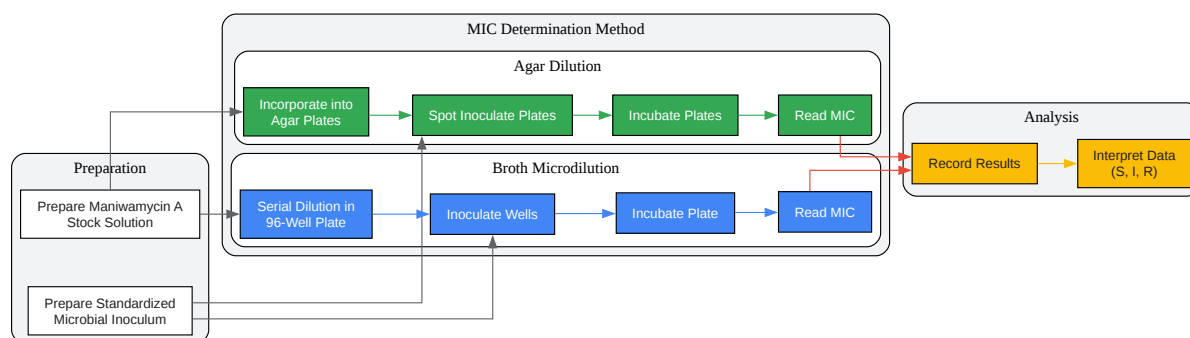 MIC Determination Method
Agar Dilution
Incorporate into
Agar Plates
Spot Inoculate Plates
Incubate Plates
Read MIC
Broth Microdilution
Serial Dilution in
96-Well Plate
Inoculate Wells
Incubate Plate
Read MIC
Preparation
Prepare Maniwamycin A
Stock Solution
Prepare Standardized
Microbial Inoculum
Analysis
Record Results
Interpret Data
(S, I, R)